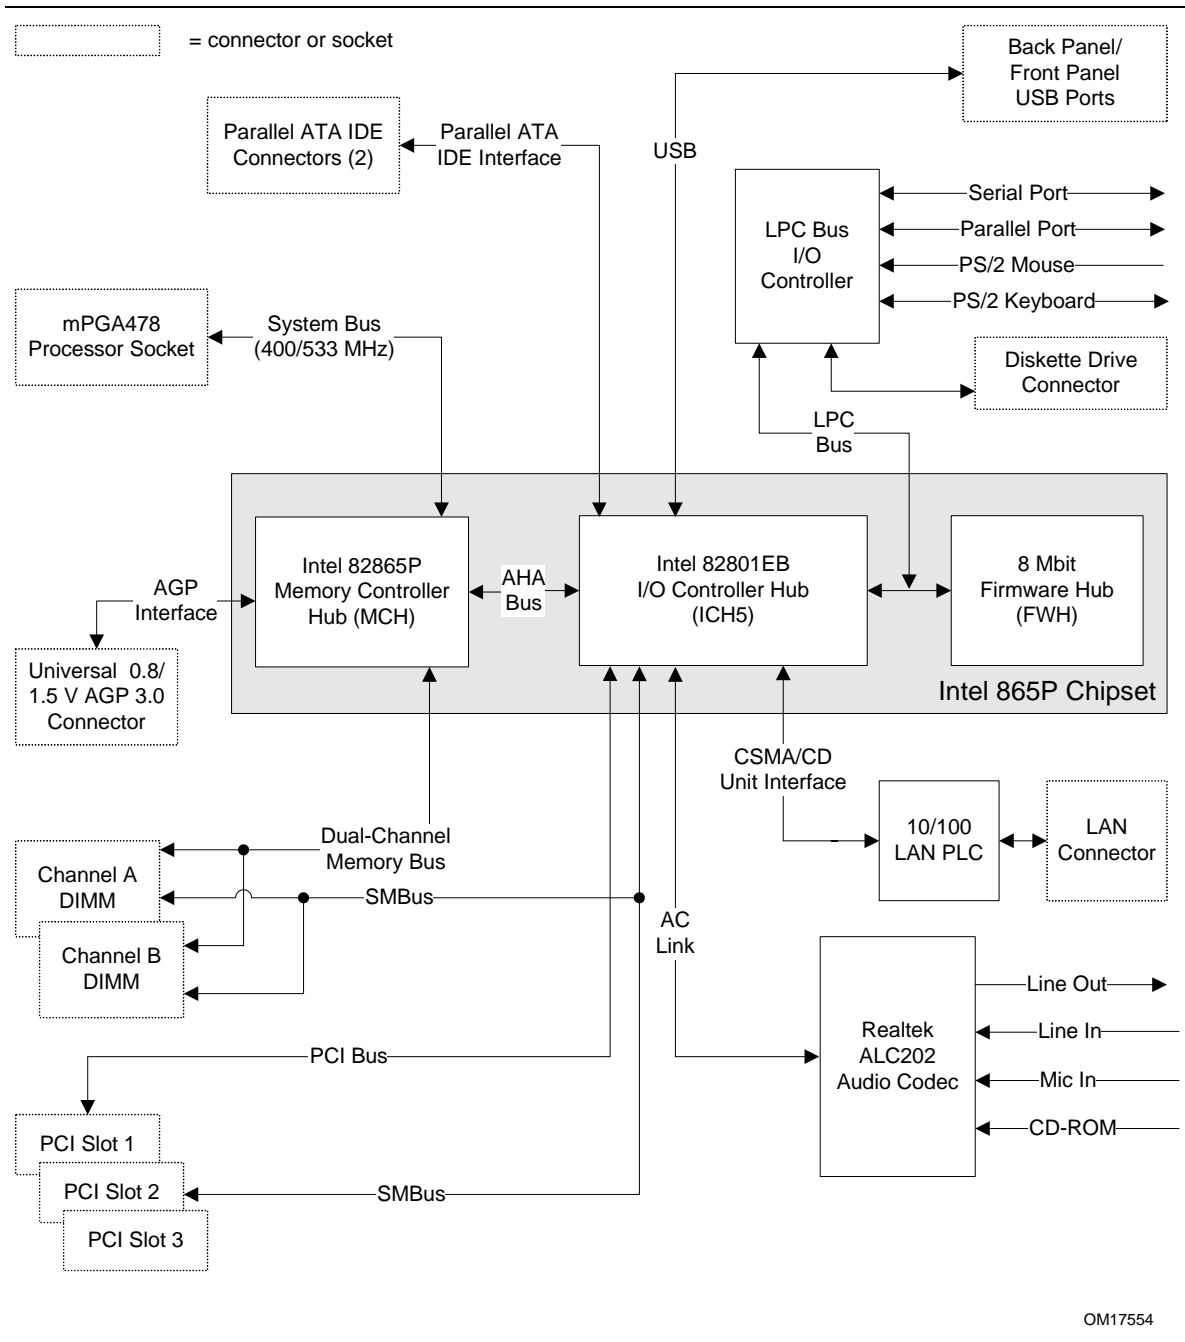 = connector or socket
Back Panel/
Front Panel
USB Ports
Parallel ATA IDE
Connectors (2)
Parallel ATA
IDE Interface
USB
LPC Bus
I/O
Controller
Serial Port
Parallel Port
PS/2 Mouse
PS/2 Keyboard
mPGA478
Processor Socket
System Bus
(400/533 MHz)
Diskette Drive
Connector
LPC
Bus
Intel 82865P
Memory Controller
Hub (MCH)
AHA
Bus
Intel 82801EB
I/O Controller Hub
(ICH5)
8 Mbit
Firmware Hub
(FWH)
AGP
Interface
Universal 0.8/
1.5 V AGP 3.0
Connector
Intel 865P Chipset
CSMA/CD
Unit Interface
10/100
LAN PLC
LAN
Connector
Dual-Channel
Memory Bus
Channel A
DIMM
SMBus
Channel B
DIMM
AC
Link
Realtek
ALC202
Audio Codec
Line Out
Line In
Mic In
CD-ROM
PCI Bus
PCI Slot 1
PCI Slot 2
SMBus
PCI Slot 3
OM17554